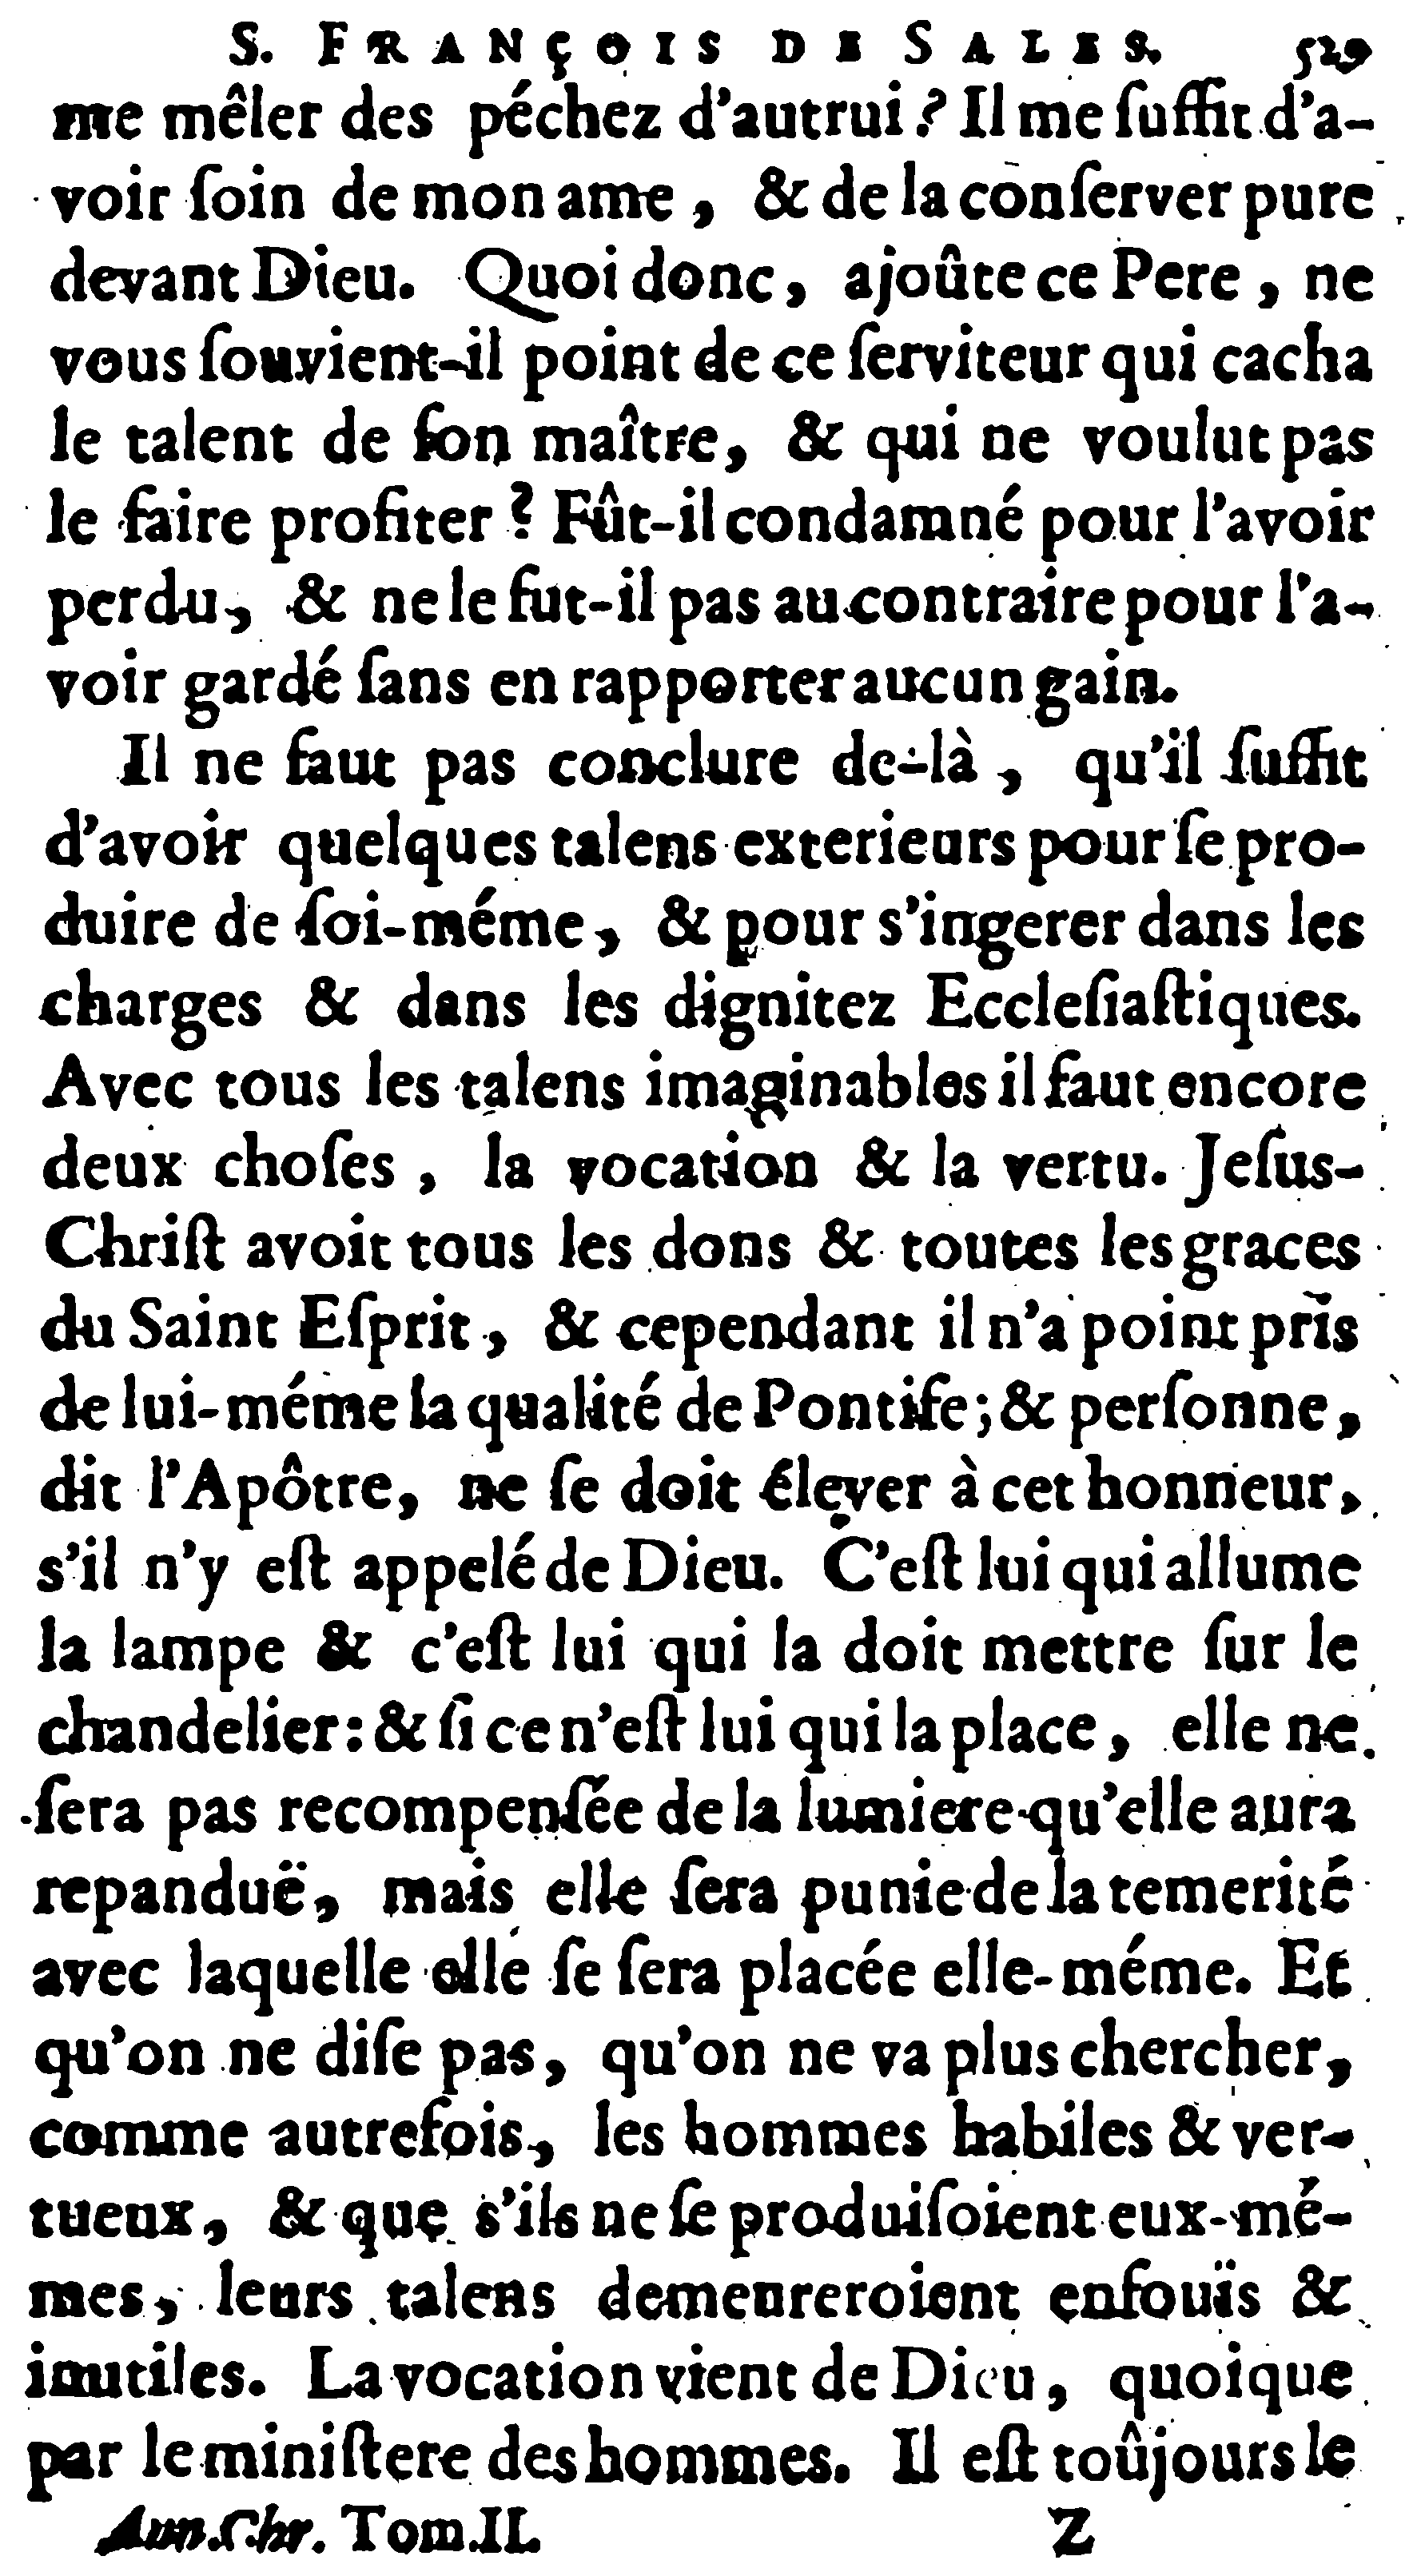 S. FRANÇOIS DE SALES. 529
me mêler des péchez d'autrui? Il me ſuffit d'a-
voir ſoin de mon ame, & de la conſerver pure
devant Dieu. Quoi donc, ajoûte ce Pere, ne
vous ſouvient-il point de ce ſerviteur qui cacha
le talent de ſon maître, & qui ne voulut pas
le faire profiter? Fût-il condamné pour l'avoir
perdu, & ne le fut-il pas au contraire pour l'a-
voir gardé ſans en rapporter aucun gain.
Il ne faut pas conclure de-là, qu'il ſuffit
d'avoir quelques talens exterieurs pour ſe pro-
duire de ſoi-méme, & pour s'ingerer dans les
charges & dans les dignitez Eccleſiaſtiques.
Avec tous les talens imaginables il faut encore
deux choſes, la vocation & la vertu. Jeſus-
Chriſt avoit tous les dons & toutes les graces
du Saint Eſprit, & cependant il n'a point pris
de lui-méme la qualité de Pontife; & perſonne,
dit l'Apôtre, ne ſe doit élever à cet honneur,
s'il n'y eſt appelé de Dieu. C'eſt lui qui allume
la lampe & c'eſt lui qui la doit mettre ſur le
chandelier: & ſi ce n'eſt lui qui la place, elle ne
ſera pas recompenſée de la lumiere qu'elle aura
repanduë, mais elle ſera punie de la temerité
avec laquelle elle ſe ſera placée elle-méme. Et
qu'on ne diſe pas, qu'on ne va plus chercher,
comme autrefois, les hommes habiles & ver-
tueux, & que s'ils ne ſe produiſoient eux-mé-
mes, leurs talens demeureroient enfouïs &
inutiles. La vocation vient de Dieu, quoique
par le miniſtere des hommes. Il eſt toûjours le
Ann. Chr. Tom. II. Z